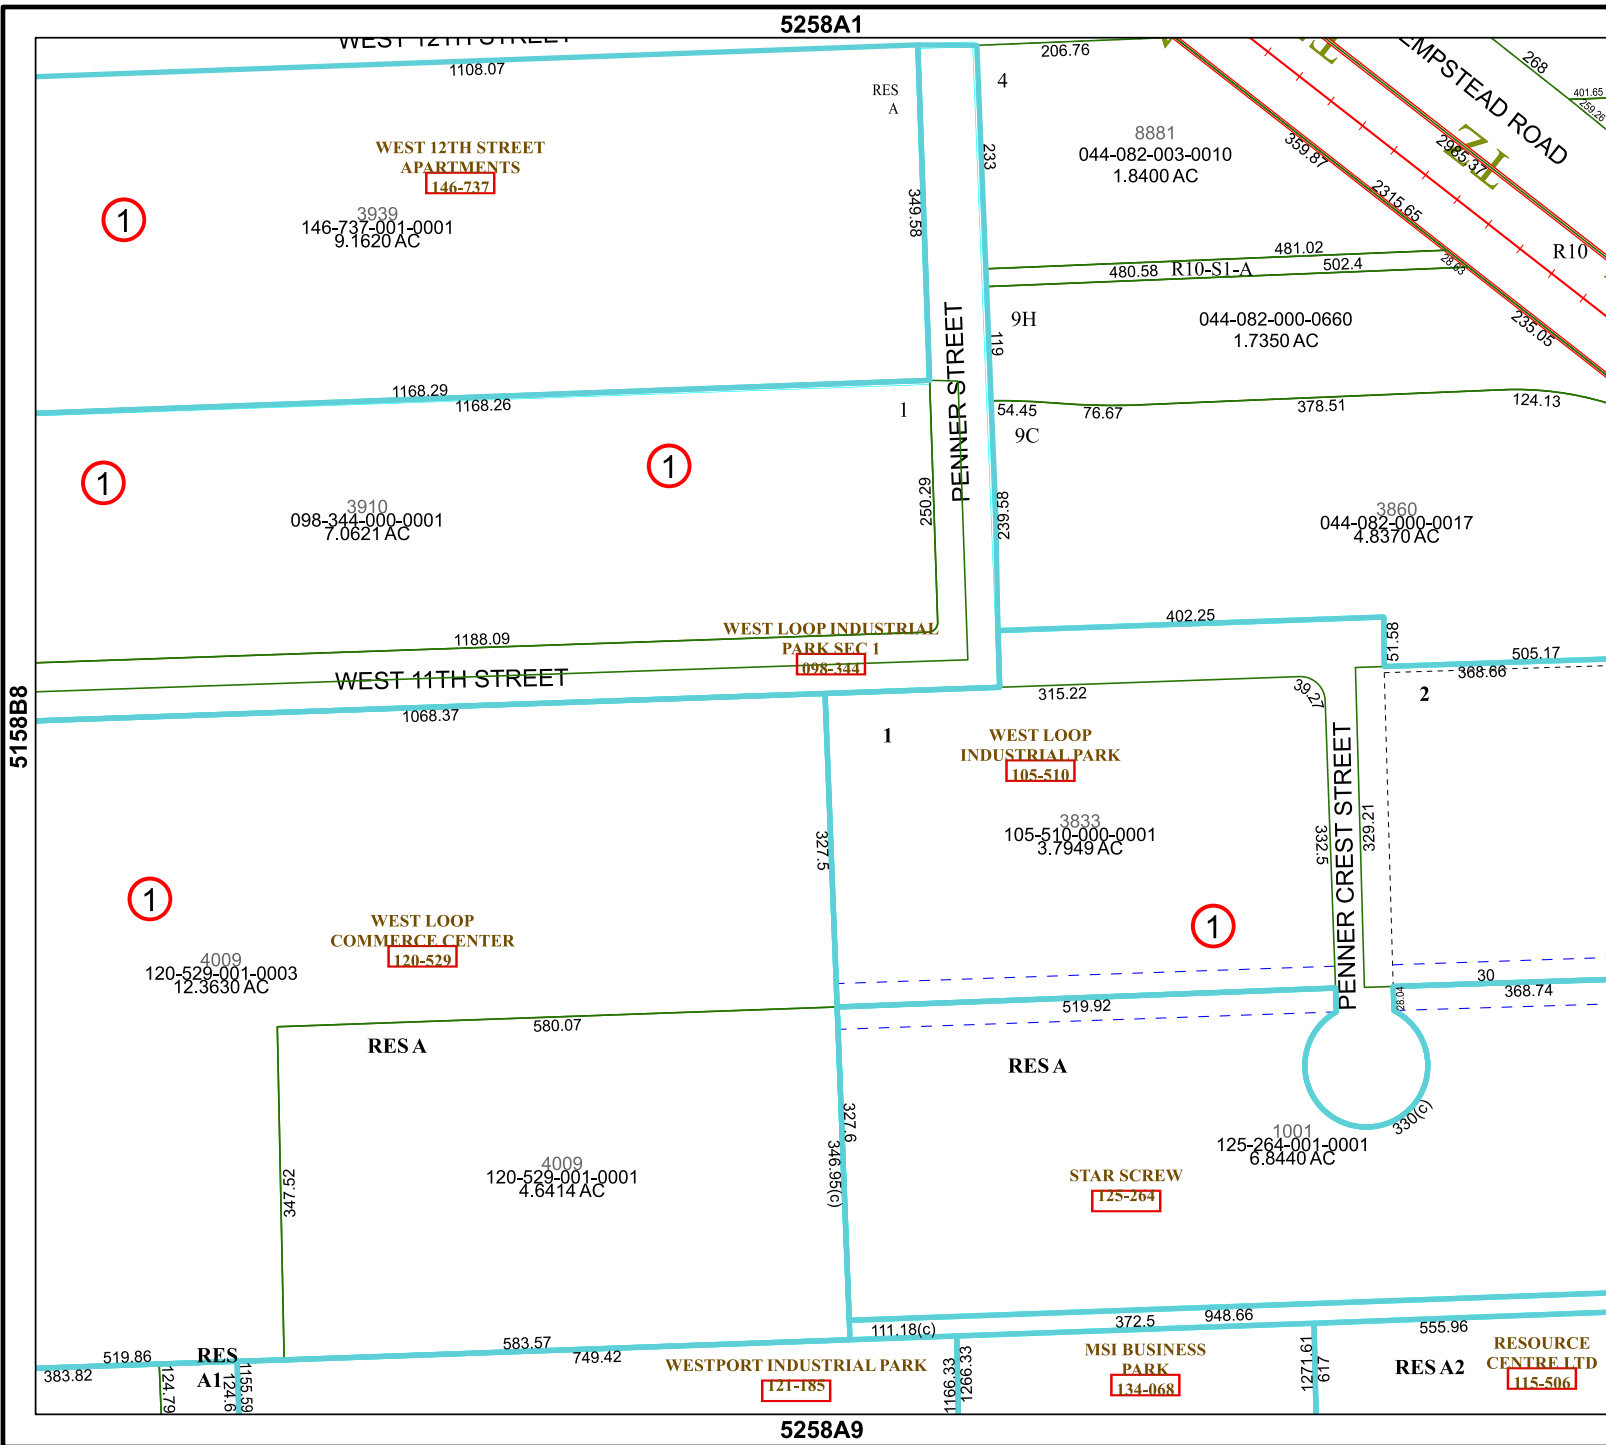 5258A1
WEST 12TH STREET
1108.07
206.76
EMPSTEAD ROAD
268
401.65
259.26
RES
A
4
WEST 12TH STREET
APARTMENTS
146-737
8881
044-082-003-0010
1.8400 AC
233
359.87
2985.37
ZL
2315.65
1
3939
146-737-001-0001
9.1620 AC
349.58
481.02
480.58
R10-S1-A
502.4
28.63
R10
9H
119
044-082-000-0660
1.7350 AC
235.05
PENNER STREET
1168.29
1168.26
1
54.45
76.67
378.51
124.13
9C
1
1
3910
098-344-000-0001
7.0621 AC
250.29
239.58
3860
044-082-000-0017
4.8370 AC
1188.09
WEST LOOP INDUSTRIAL
PARK SEC 1
098-344
402.25
51.58
505.17
368.66
WEST 11TH STREET
1068.37
315.22
39.27
2
5158B8
1
WEST LOOP
INDUSTRIAL PARK
105-510
3833
105-510-000-0001
3.7949 AC
327.5
332.5
PENNER CREST STREET
329.21
1
1
WEST LOOP
COMMERCE CENTER
120-529
4009
120-529-001-0003
12.3630 AC
30
368.74
28.04
519.92
580.07
RES A
RES A
327.6
346.95(c)
330(c)
1001
125-264-001-0001
6.8440 AC
347.52
4009
120-529-001-0001
4.6414 AC
STAR SCREW
125-264
111.18(c)
372.5
948.66
555.96
583.57
749.42
519.86
383.82
RES
A1
124.79
124.6
1155.59
WESTPORT INDUSTRIAL PARK
121-185
1166.33
1266.33
MSI BUSINESS
PARK
134-068
1271.61
617
RES A2
RESOURCE
CENTRE LTD
115-506
5258A9